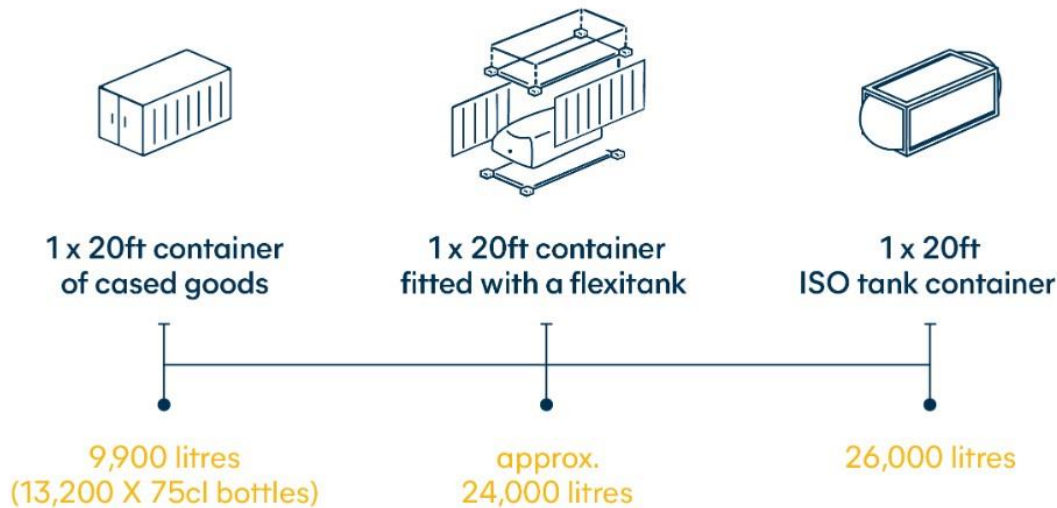 1 x 20ft container
of cased goods
1 x 20ft container
fitted with a flexitank
1 x 20ft
ISO tank container
9,900 litres
(13,200 X 75cl bottles)
approx.
24,000 litres
26,000 litres